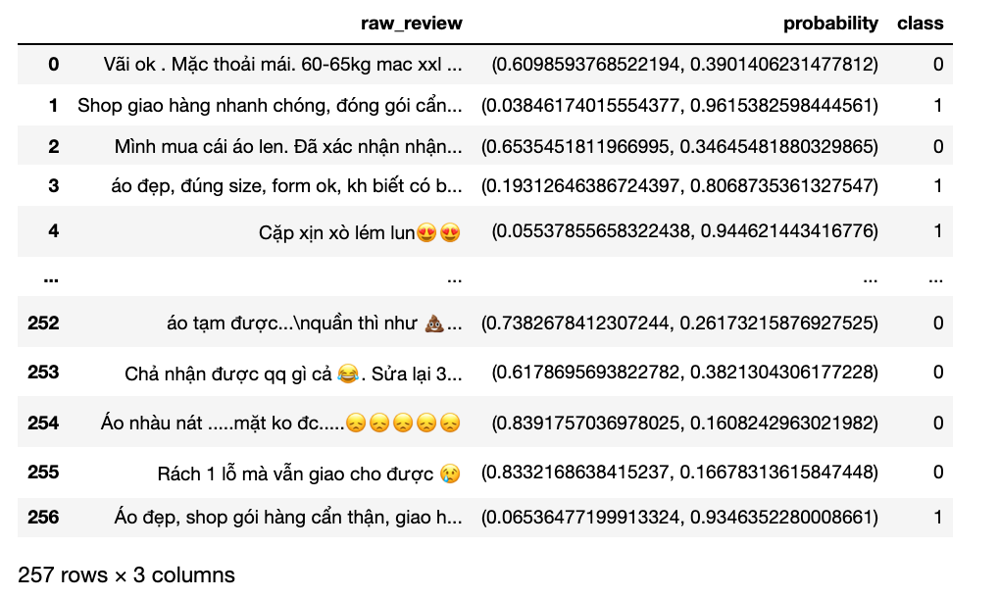 raw_review probability class
0 Vãi ok . Mặc thoải mái. 60-65kg mac xxl ... (0.6098593768522194, 0.3901406231477812) 0
1 Shop giao hàng nhanh chóng, đóng gói cẩn... (0.03846174015554377, 0.9615382598444561) 1
2 Mình mua cái áo len. Đã xác nhận nhận... (0.6535451811966995, 0.34645481880329865) 0
3 áo đẹp, đúng size, form ok, kh biết có b... (0.19312646386724397, 0.8068735361327547) 1
4 Cặp xịn xò lém lun😍😍 (0.05537855658322438, 0.944621443416776) 1
... ... ... ...
252 áo tạm được...\nquần thì như 💩... (0.7382678412307244, 0.26173215876927525) 0
253 Chả nhận được qq gì cả 😂. Sửa lại 3... (0.6178695693822782, 0.3821304306177228) 0
254 Áo nhàu nát .....mặt ko đc.....😞😞😞😞😞 (0.8391757036978025, 0.1608242963021982) 0
255 Rách 1 lỗ mà vẫn giao cho được 😢 (0.8332168638415237, 0.16678313615847448) 0
256 Áo đẹp, shop gói hàng cẩn thận, giao h... (0.06536477199913324, 0.9346352280008661) 1
257 rows × 3 columns